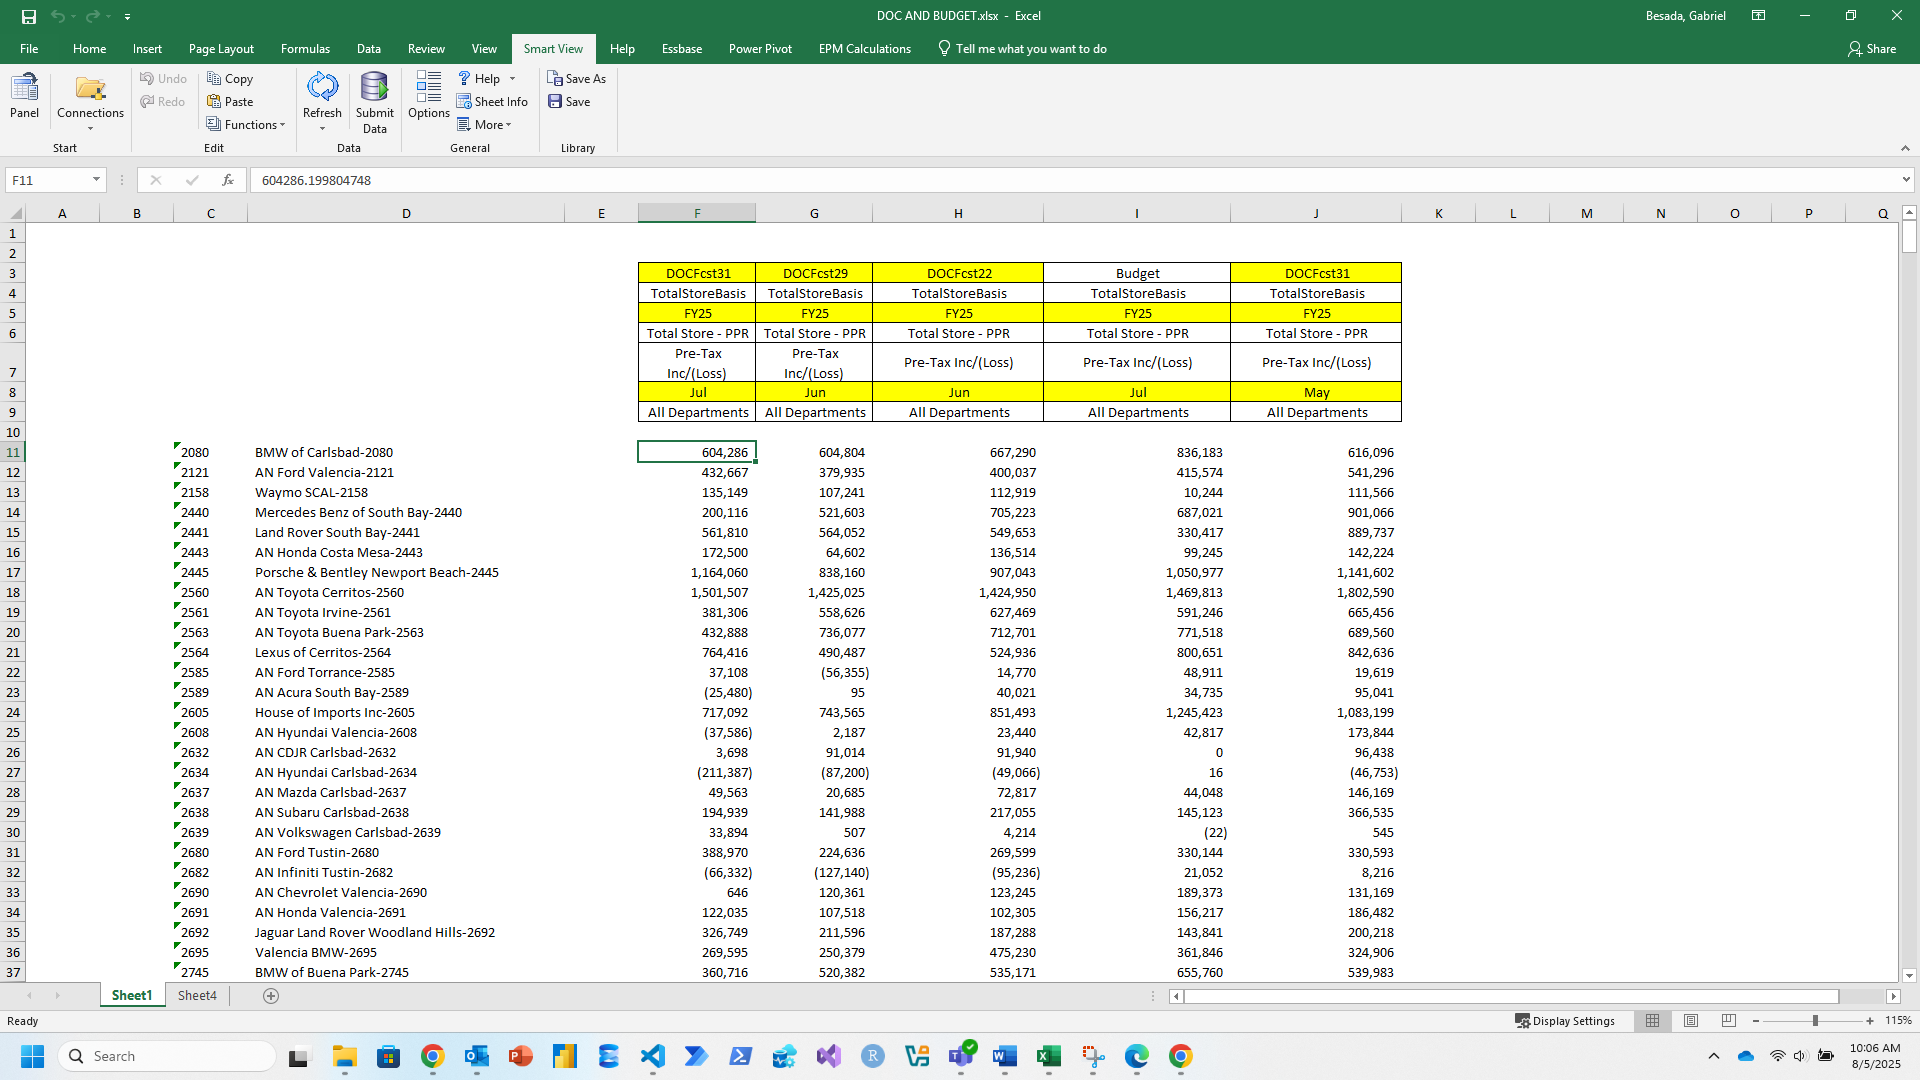 DOC AND BUDGET.xlsx - Excel
Besada, Gabriel
File Home Insert Page Layout Formulas Data Review View Smart View Help Essbase Power Pivot EPM Calculations Tell me what you want to do Share
Panel Connections Undo Copy Refresh Submit Data Options Help Save As
Redo Paste Sheet Info Save
Functions More
Start Edit Data General Library
F11 fx 604286.199804748
A B C D E F G H I J K L M N O P Q
1
2
3 DOCFcst31 DOCFcst29 DOCFcst22 Budget DOCFcst31
4 TotalStoreBasis TotalStoreBasis TotalStoreBasis TotalStoreBasis TotalStoreBasis
5 FY25 FY25 FY25 FY25 FY25
6 Total Store - PPR Total Store - PPR Total Store - PPR Total Store - PPR Total Store - PPR
7 Pre-Tax Inc/(Loss) Pre-Tax Inc/(Loss) Pre-Tax Inc/(Loss) Pre-Tax Inc/(Loss) Pre-Tax Inc/(Loss)
8 Jul Jun Jun Jul May
9 All Departments All Departments All Departments All Departments All Departments
10
11 2080 BMW of Carlsbad-2080 604,286 604,804 667,290 836,183 616,096
12 2121 AN Ford Valencia-2121 432,667 379,935 400,037 415,574 541,296
13 2158 Waymo SCAL-2158 135,149 107,241 112,919 10,244 111,566
14 2440 Mercedes Benz of South Bay-2440 200,116 521,603 705,223 687,021 901,066
15 2441 Land Rover South Bay-2441 561,810 564,052 549,653 330,417 889,737
16 2443 AN Honda Costa Mesa-2443 172,500 64,602 136,514 99,245 142,224
17 2445 Porsche & Bentley Newport Beach-2445 1,164,060 838,160 907,043 1,050,977 1,141,602
18 2560 AN Toyota Cerritos-2560 1,501,507 1,425,025 1,424,950 1,469,813 1,802,590
19 2561 AN Toyota Irvine-2561 381,306 558,626 627,469 591,246 665,456
20 2563 AN Toyota Buena Park-2563 432,888 736,077 712,701 771,518 689,560
21 2564 Lexus of Cerritos-2564 764,416 490,487 524,936 800,651 842,636
22 2585 AN Ford Torrance-2585 37,108 (56,355) 14,770 48,911 19,619
23 2589 AN Acura South Bay-2589 (25,480) 95 40,021 34,735 95,041
24 2605 House of Imports Inc-2605 717,092 743,565 851,493 1,245,423 1,083,199
25 2608 AN Hyundai Valencia-2608 (37,586) 2,187 23,440 42,817 173,844
26 2632 AN CDJR Carlsbad-2632 3,698 91,014 91,940 0 96,438
27 2634 AN Hyundai Carlsbad-2634 (211,387) (87,200) (49,066) 16 (46,753)
28 2637 AN Mazda Carlsbad-2637 49,563 20,685 72,817 44,048 146,169
29 2638 AN Subaru Carlsbad-2638 194,939 141,988 217,055 145,123 366,535
30 2639 AN Volkswagen Carlsbad-2639 33,894 507 4,214 (22) 545
31 2680 AN Ford Tustin-2680 388,970 224,636 269,599 330,144 330,593
32 2682 AN Infiniti Tustin-2682 (66,332) (127,140) (95,236) 21,052 8,216
33 2690 AN Chevrolet Valencia-2690 646 120,361 123,245 189,373 131,169
34 2691 AN Honda Valencia-2691 122,035 107,518 102,305 156,217 186,482
35 2692 Jaguar Land Rover Woodland Hills-2692 326,749 211,596 187,288 143,841 200,218
36 2695 Valencia BMW-2695 269,595 250,379 475,230 361,846 324,906
37 2745 BMW of Buena Park-2745 360,716 520,382 535,171 655,760 539,983
Sheet1 Sheet4
Ready Display Settings 115%
Search 10:06 AM
8/5/2025